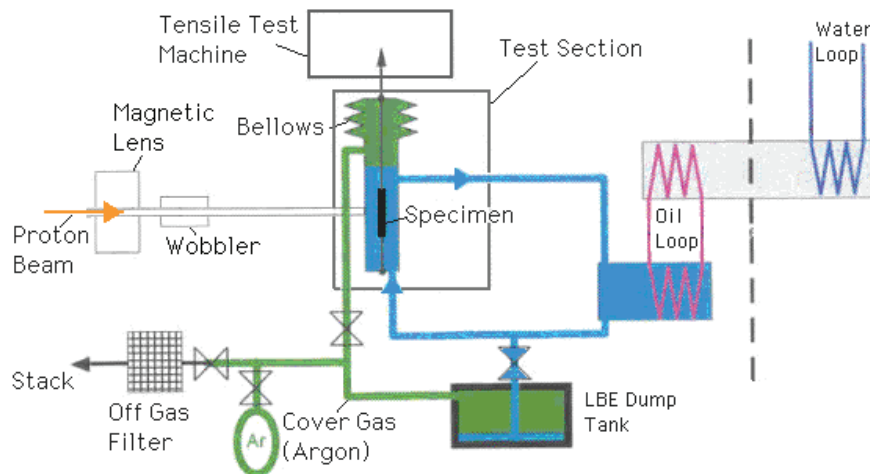 Tensile Test
Machine
Test Section
Water
Loop
Magnetic
Lens
Bellows
Specimen
Oil
Loop
Proton
Beam
Wobbler
Stack
Off Gas
Filter
Ar
Cover Gas
(Argon)
LBE Dump
Tank